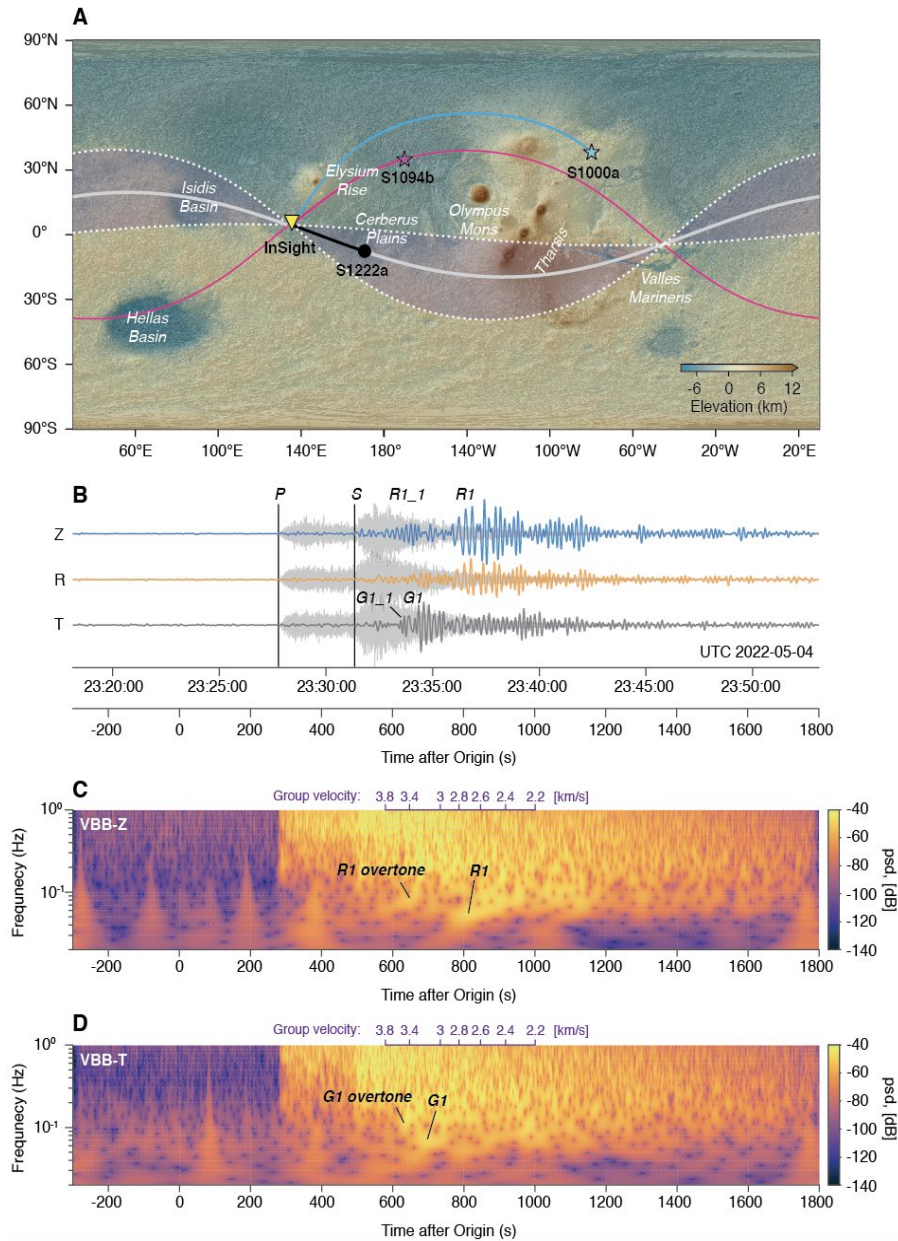 A
90°N
60°N
30°N
0°
30°S
60°S
90°S
S1094b
S1000a
Elysium
Rise
Isidis
Basin
Cerberus
Plains
Olympus
Mons
InSight
S1222a
Tharsis
Valles
Marineris
Hellas
Basin
-6 0 6 12
Elevation (km)
60°E 100°E 140°E 180° 140°W 100°W 60°W 20°W 20°E
B
P S R1_1 R1
Z
R
G1_1 G1
T
UTC 2022-05-04
23:20:00 23:25:00 23:30:00 23:35:00 23:40:00 23:45:00 23:50:00
-200 0 200 400 600 800 1000 1200 1400 1600 1800
Time after Origin (s)
C
Group velocity: 3.8 3.4 3 2.8 2.6 2.4 2.2 [km/s]
VBB-Z
R1 overtone R1
Frequnecy (Hz)
10⁰
10⁻¹
-40
-60
-80
-100
-120
-140
psd. [dB]
-200 0 200 400 600 800 1000 1200 1400 1600 1800
Time after Origin (s)
D
Group velocity: 3.8 3.4 3 2.8 2.6 2.4 2.2 [km/s]
VBB-T
G1 overtone G1
Frequnecy (Hz)
10⁰
10⁻¹
-40
-60
-80
-100
-120
-140
psd. [dB]
-200 0 200 400 600 800 1000 1200 1400 1600 1800
Time after Origin (s)